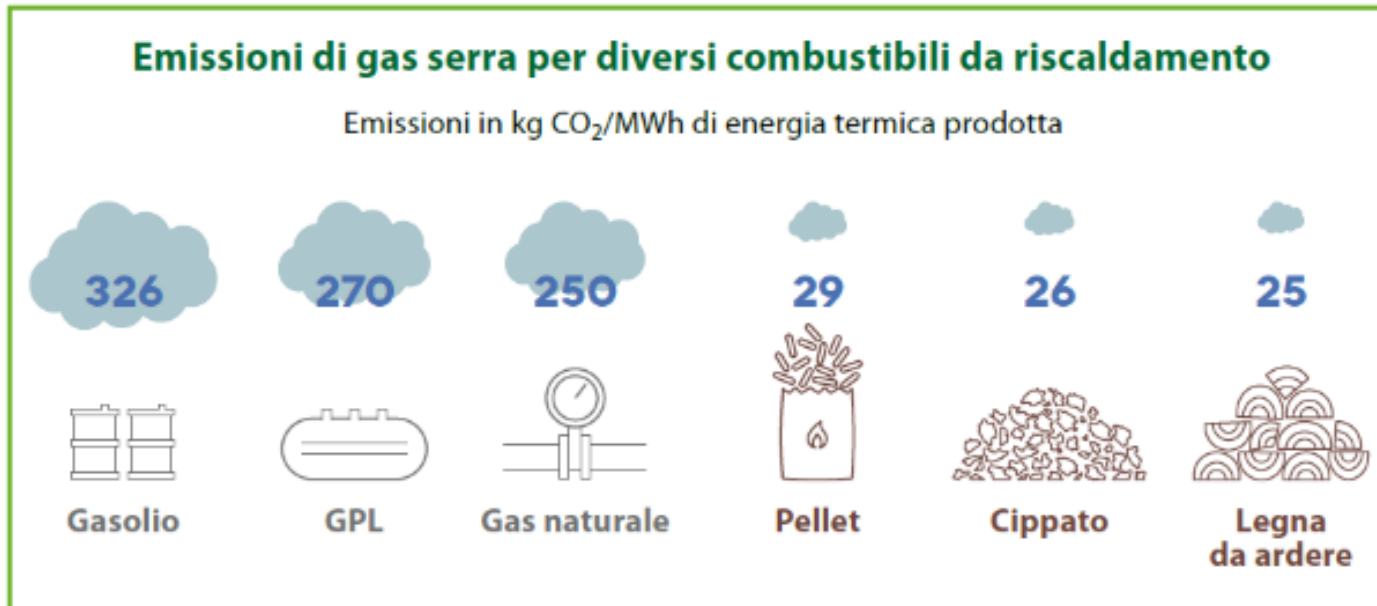 Emissioni di gas serra per diversi combustibili da riscaldamento
Emissioni in kg CO₂/MWh di energia termica prodotta
326 270 250 29 26 25
Gasolio GPL Gas naturale Pellet Cippato Legna
da ardere